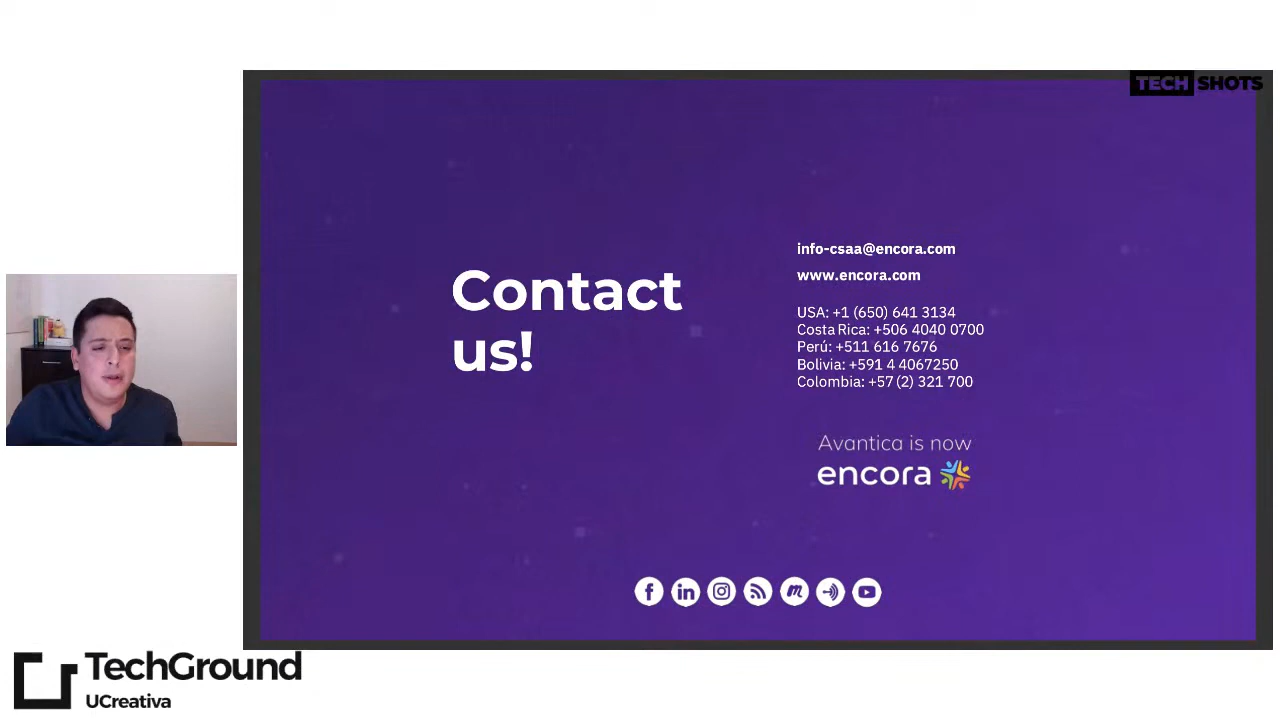 TECH SHOTS
Contact
us!
info-csaa@encora.com
www.encora.com
USA: +1 (650) 641 3134
Costa Rica: +506 4040 0700
Perú: +511 616 7676
Bolivia: +591 4 4067250
Colombia: +57 (2) 321 700
Avantica is now
encora
TechGround
UCreativa